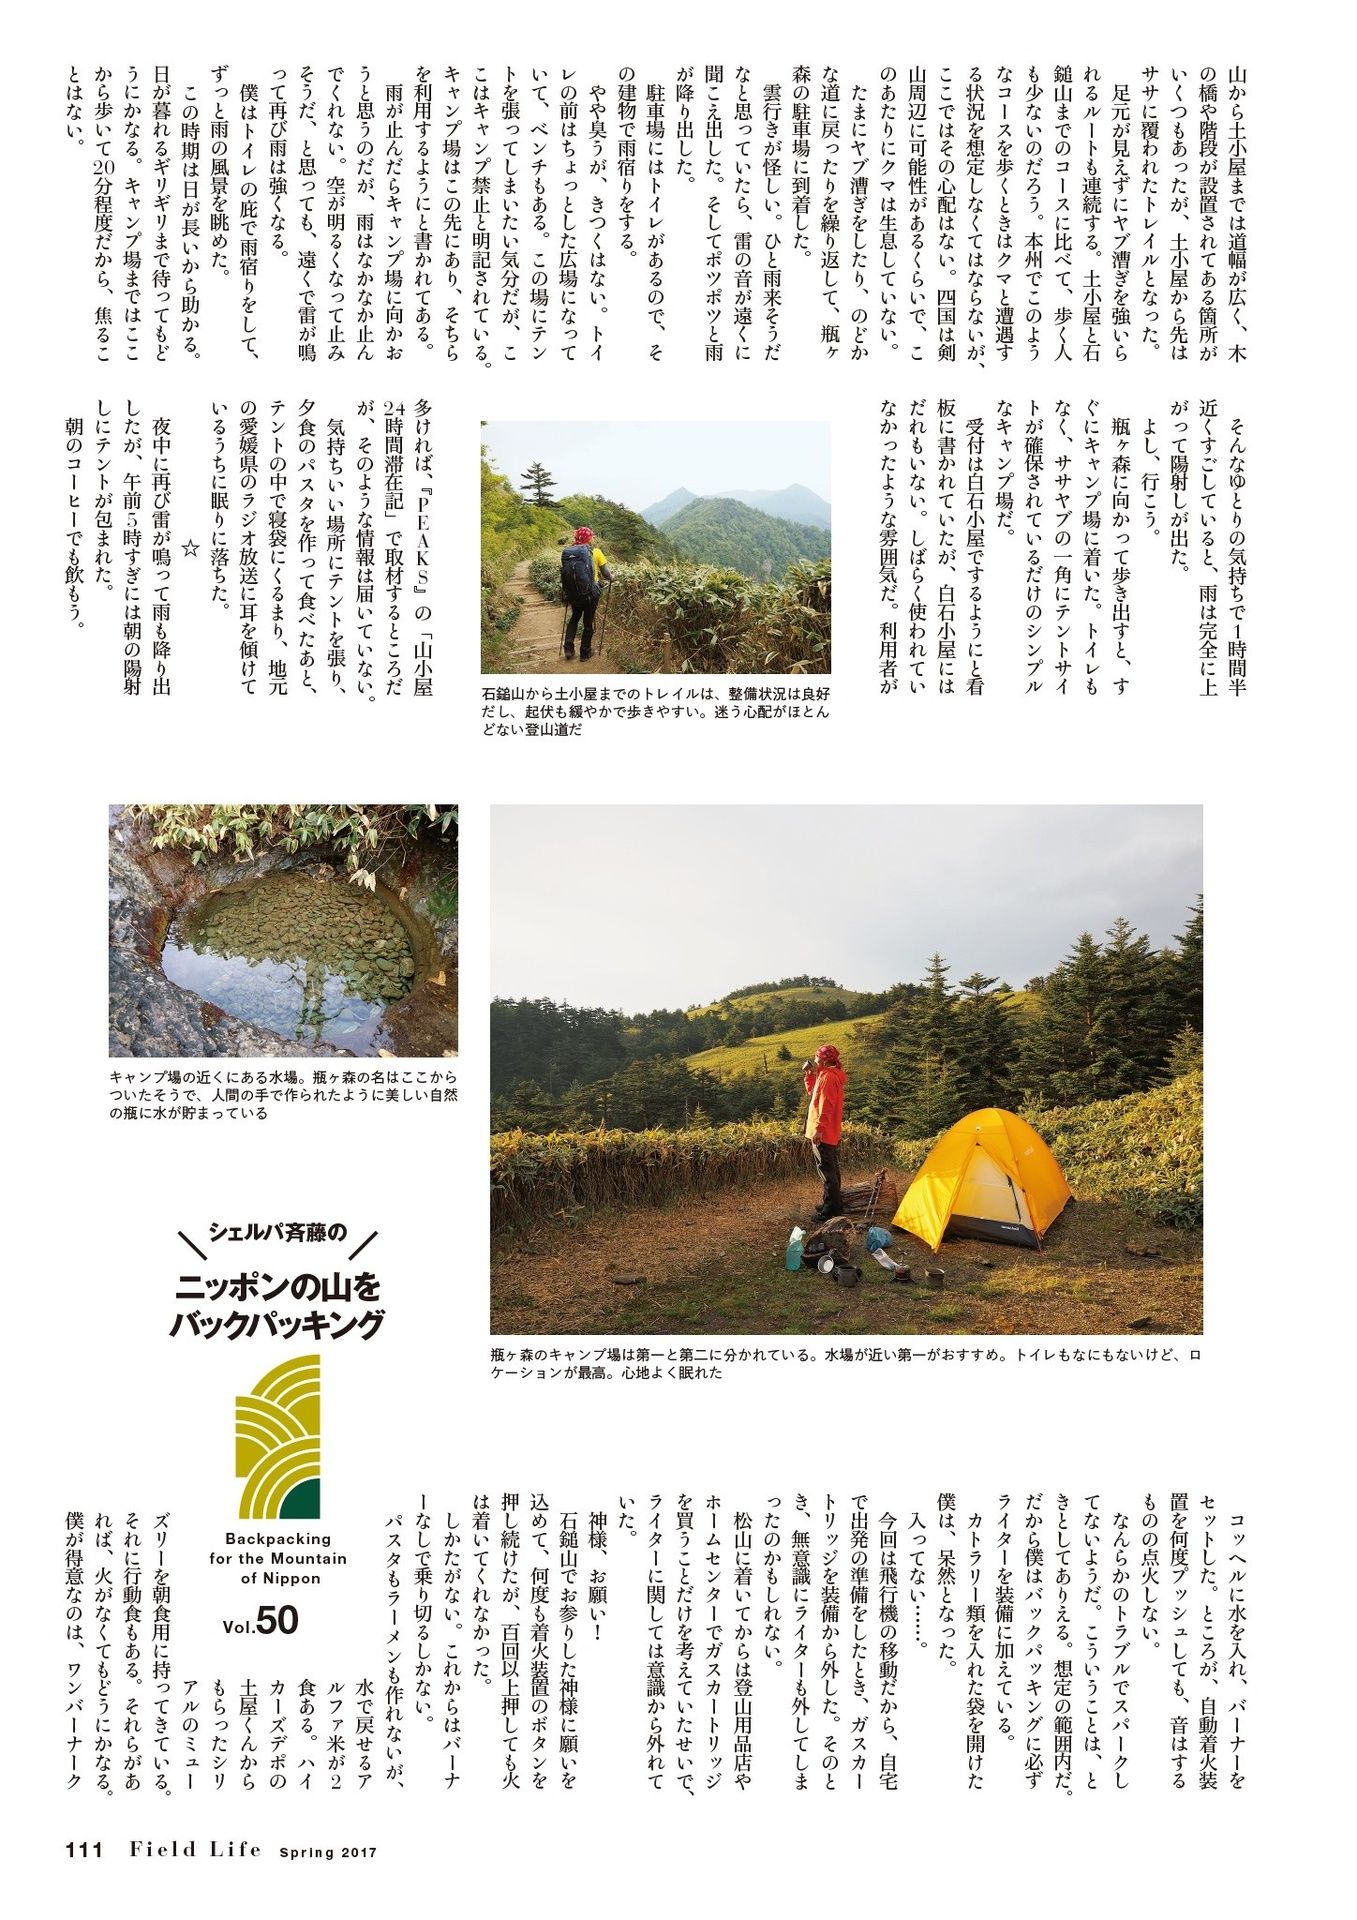 山から土小屋までは道幅が広く、木
の橋や階段が設置されてある箇所が
いくつもあったが、土小屋から先は
ササに覆われたトレイルとなった。
足元が見えずにヤブ漕ぎを強いら
れるルートも連続する。土小屋と石
鎚山までのコースに比べて、歩く人
も少ないのだろう。本州でこのよう
なコースを歩くときはクマと遭遇す
る状況を想定しなくてはならないが、
ここではその心配はない。四国は剣
山周辺に可能性があるくらいで、こ
のあたりにクマは生息していない。
たまにヤブ漕ぎをしたり、のどか
な道に戻ったりを繰り返して、瓶ヶ
森の駐車場に到着した。
雲行きが怪しい。ひと雨来そうだ
なと思っていたら、雷の音が遠くに
聞こえ出した。そしてポツポツと雨
が降り出した。
駐車場にはトイレがあるので、そ
の建物で雨宿りをする。
やや臭うが、きつくはない。トイ
レの前はちょっとした広場になって
いて、ベンチもある。この場にテン
トを張ってしまいたい気分だが、こ
こはキャンプ禁止と明記されている。
キャンプ場はこの先にあり、そちら
を利用するようにと書かれてある。
雨が止んだらキャンプ場に向かお
うと思うのだが、雨はなかなか止ん
でくれない。空が明るくなって止み
そうだ、と思っても、遠くで雷が鳴
って再び雨は強くなる。
僕はトイレの庇で雨宿りをして、
ずっと雨の風景を眺めた。
この時期は日が長いから助かる。
日が暮れるギリギリまで待ってもど
うにかなる。キャンプ場まではここ
から歩いて20分程度だから、焦るこ
とはない。
そんなゆとりの気持ちで1時間半
近くすごしていると、雨は完全に上
がって陽射しが出た。
よし、行こう。
瓶ヶ森に向かって歩き出すと、す
ぐにキャンプ場に着いた。トイレも
なく、ササヤブの一角にテントサイ
トが確保されているだけのシンプル
なキャンプ場だ。
受付は白石小屋でするようにと看
板に書かれていたが、白石小屋には
だれもいない。しばらく使われてい
なかったような雰囲気だ。利用者が
多ければ、『PEAKS』の「山小屋
24時間滞在記」で取材するところだ
が、そのような情報は届いていない。
気持ちいい場所にテントを張り、
夕食のパスタを作って食べたあと、
テントの中で寝袋にくるまり、地元
の愛媛県のラジオ放送に耳を傾けて
いるうちに眠りに落ちた。
☆
夜中に再び雷が鳴って雨も降り出
したが、午前5時すぎには朝の陽射
しにテントが包まれた。
朝のコーヒーでも飲もう。
石鎚山から土小屋までのトレイルは、整備状況は良好
だし、起伏も緩やかで歩きやすい。迷う心配がほとん
どない登山道だ
キャンプ場の近くにある水場。瓶ヶ森の名はここから
ついたそうで、人間の手で作られたように美しい自然
の瓶に水が貯まっている
瓶ヶ森のキャンプ場は第一と第二に分かれている。水場が近い第一がおすすめ。トイレもなにもないけど、ロ
ケーションが最高。心地よく眠れた
シェルパ斉藤の
ニッポンの山を
バックパッキング
Backpacking
for the Mountain
of Nippon
Vol.50
コッヘルに水を入れ、バーナーを
セットした。ところが、自動着火装
置を何度プッシュしても、音はする
ものの点火しない。
なんらかのトラブルでスパークし
てないようだ。こういうことは、と
きとしてありえる。想定の範囲内だ。
だから僕はバックパッキングに必ず
ライターを装備に加えている。
カトラリー類を入れた袋を開けた
僕は、呆然となった。
入ってない……。
今回は飛行機の移動だから、自宅
で出発の準備をしたとき、ガスカー
トリッジを装備から外した。そのと
き、無意識にライターも外してしま
ったのかもしれない。
松山に着いてからは登山用品店や
ホームセンターでガスカートリッジ
を買うことだけを考えていたせいで、
ライターに関しては意識から外れて
いた。
神様、お願い！
石鎚山でお参りした神様に願いを
込めて、何度も着火装置のボタンを
押し続けたが、百回以上押しても火
は着いてくれなかった。
しかたがない。これからはバーナ
ーなしで乗り切るしかない。
パスタもラーメンも作れないが、
水で戻せるア
ルファ米が2
食ある。ハイ
カーズデポの
土屋くんから
もらったシリ
アルのミュー
ズリーを朝食用に持ってきている。
それに行動食もある。それらがあ
れば、火がなくてもどうにかなる。
僕が得意なのは、ワンバーナーク
111 Field Life Spring 2017